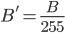 B′ = B/255